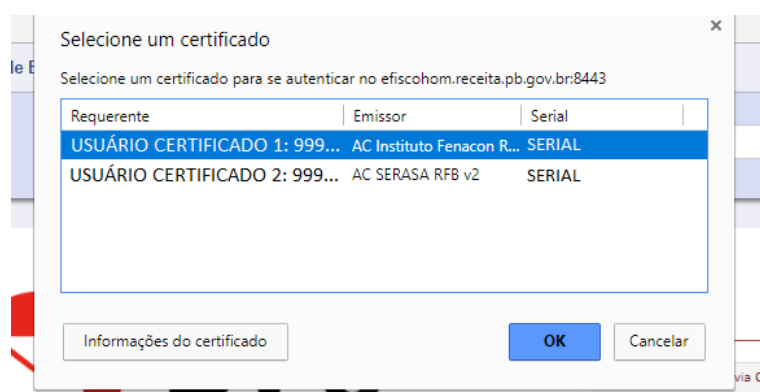 Selecione um certificado
Selecione um certificado para se autenticar no efiscohom.receita.pb.gov.br:8443
Requerente Emissor Serial
USUÁRIO CERTIFICADO 1: 999... AC Instituto Fenacon R... SERIAL
USUÁRIO CERTIFICADO 2: 999... AC SERASA RFB v2 SERIAL
Informações do certificado OK Cancelar
via